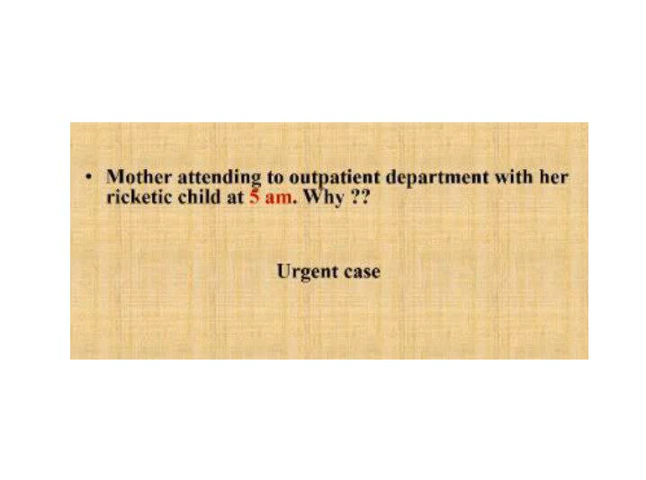 • Mother attending to outpatient department with her
ricketic child at 5 am. Why ??
Urgent case